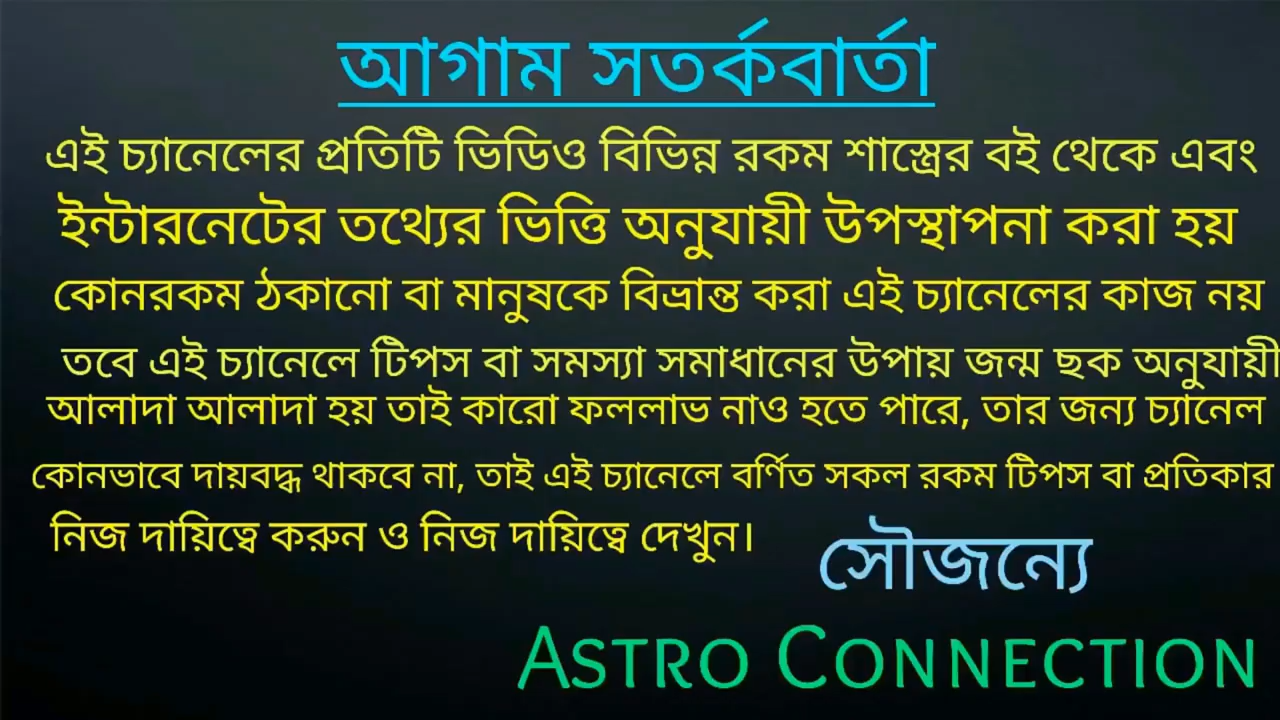 আগাম সতর্কবার্তা
এই চ্যানেলের প্রতিটি ভিডিও বিভিন্ন রকম শাস্ত্রের বই থেকে এবং
ইন্টারনেটের তথ্যের ভিত্তি অনুযায়ী উপস্থাপনা করা হয়
কোনরকম ঠকানো বা মানুষকে বিভ্রান্ত করা এই চ্যানেলের কাজ নয়
তবে এই চ্যানেলে টিপস বা সমস্যা সমাধানের উপায় জন্ম ছক অনুযায়ী
আলাদা আলাদা হয় তাই কারো ফললাভ নাও হতে পারে, তার জন্য চ্যানেল
কোনভাবে দায়বদ্ধ থাকবে না, তাই এই চ্যানেলে বর্ণিত সকল রকম টিপস বা প্রতিকার
নিজ দায়িত্বে করুন ও নিজ দায়িত্বে দেখুন।
সৌজন্যে
ASTRO CONNECTION